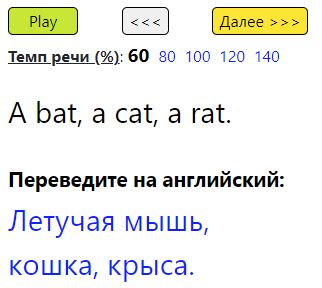 Play <<< Далее >>>
Темп речи (%): 60 80 100 120 140
A bat, a cat, a rat.
Переведите на английский:
Летучая мышь,
кошка, крыса.